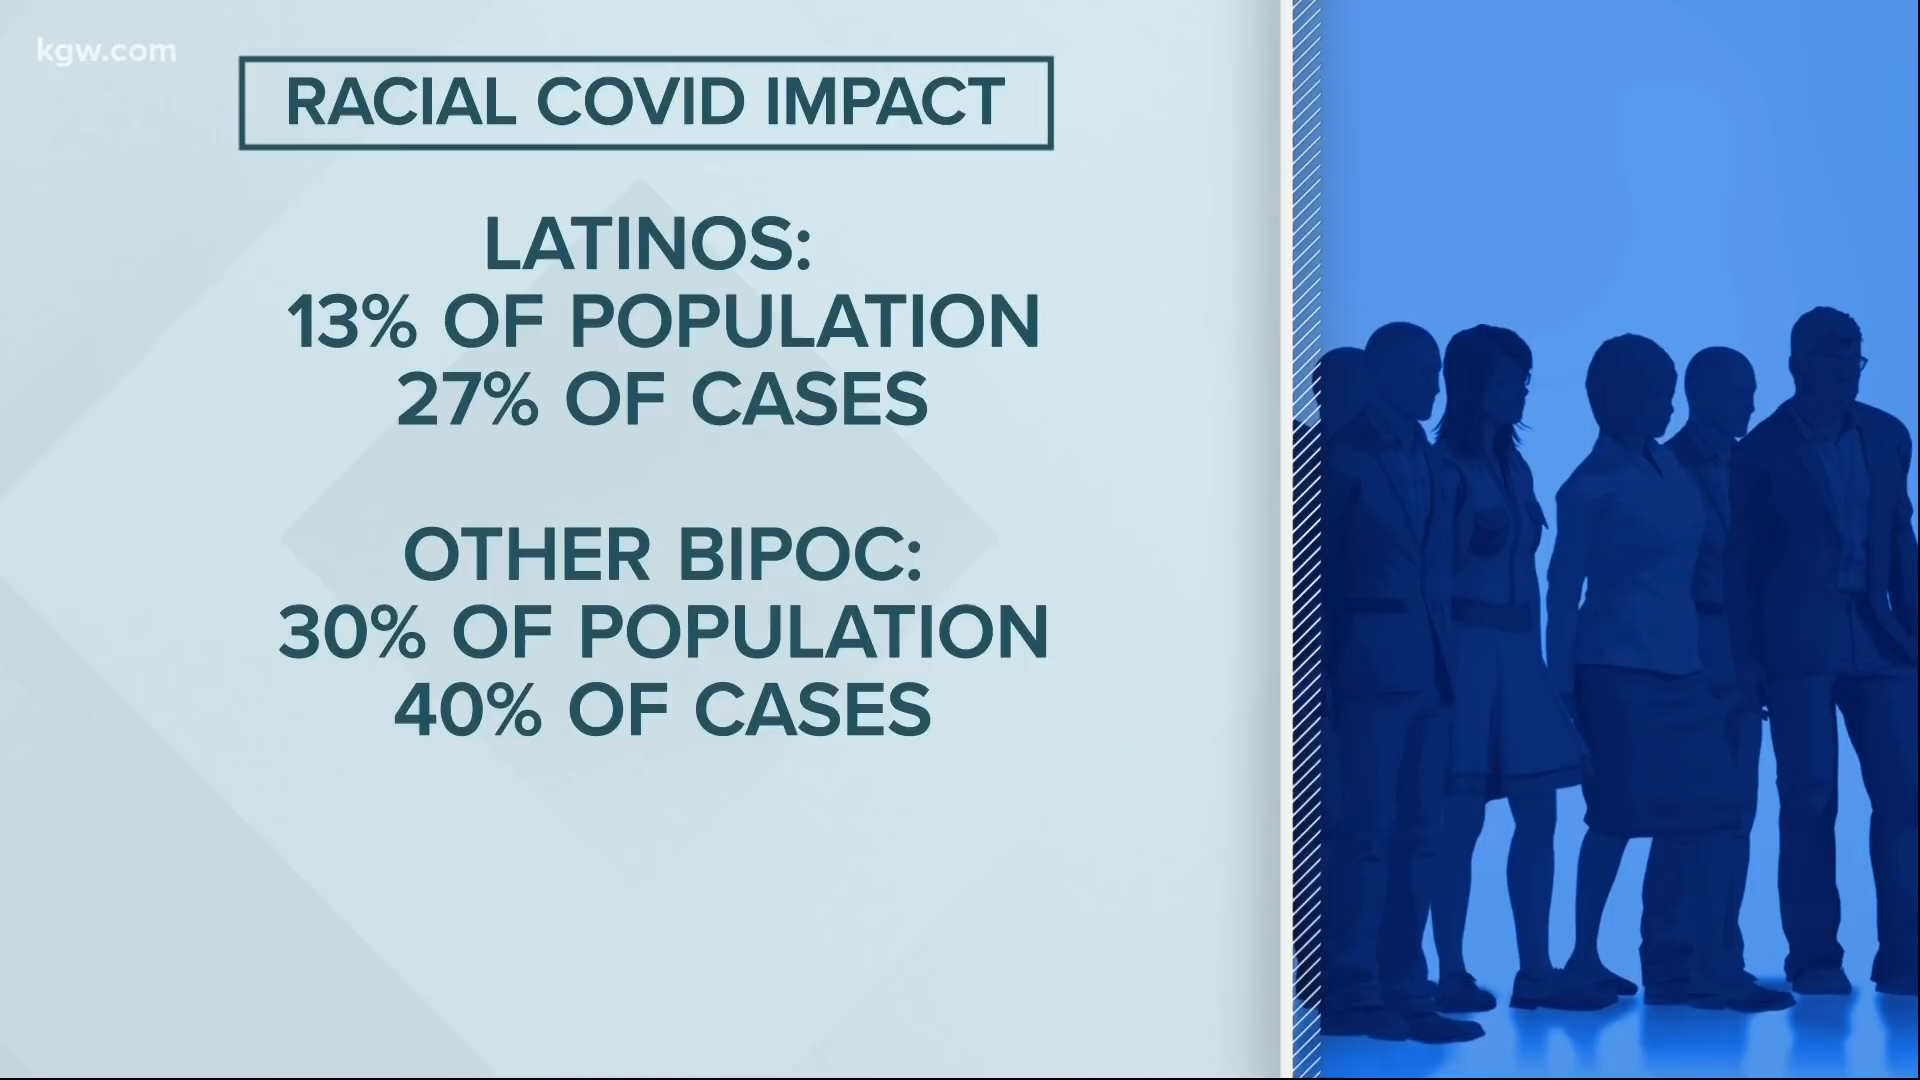 kgw.com
RACIAL COVID IMPACT
LATINOS:
13% OF POPULATION
27% OF CASES
OTHER BIPOC:
30% OF POPULATION
40% OF CASES